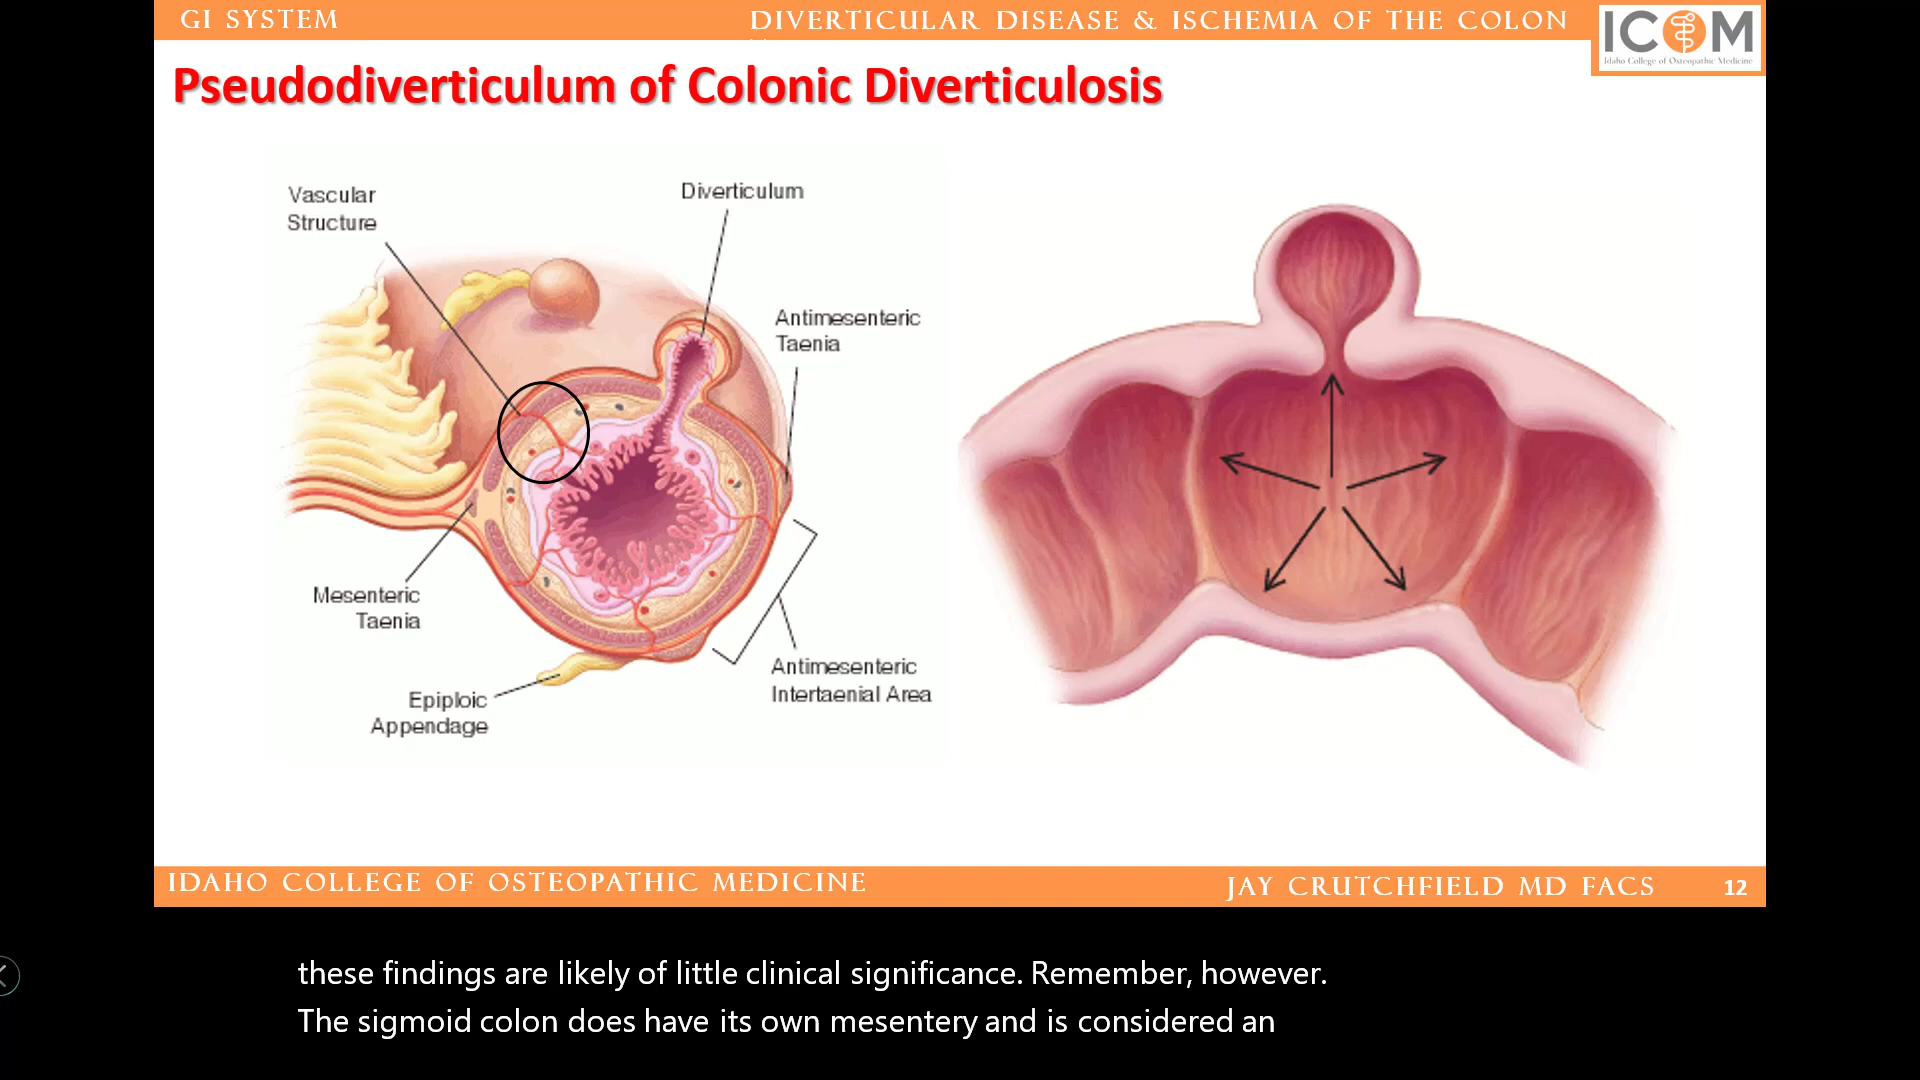 GI SYSTEM
DIVERTICULAR DISEASE & ISCHEMIA OF THE COLON
ICOM
Idaho College of Osteopathic Medicine
Pseudodiverticulum of Colonic Diverticulosis
Vascular
Structure
Diverticulum
Antimesenteric
Taenia
Mesenteric
Taenia
Antimesenteric
Intertaenial Area
Epiploic
Appendage
IDAHO COLLEGE OF OSTEOPATHIC MEDICINE
JAY CRUTCHFIELD MD FACS
12
these findings are likely of little clinical significance. Remember, however.
The sigmoid colon does have its own mesentery and is considered an